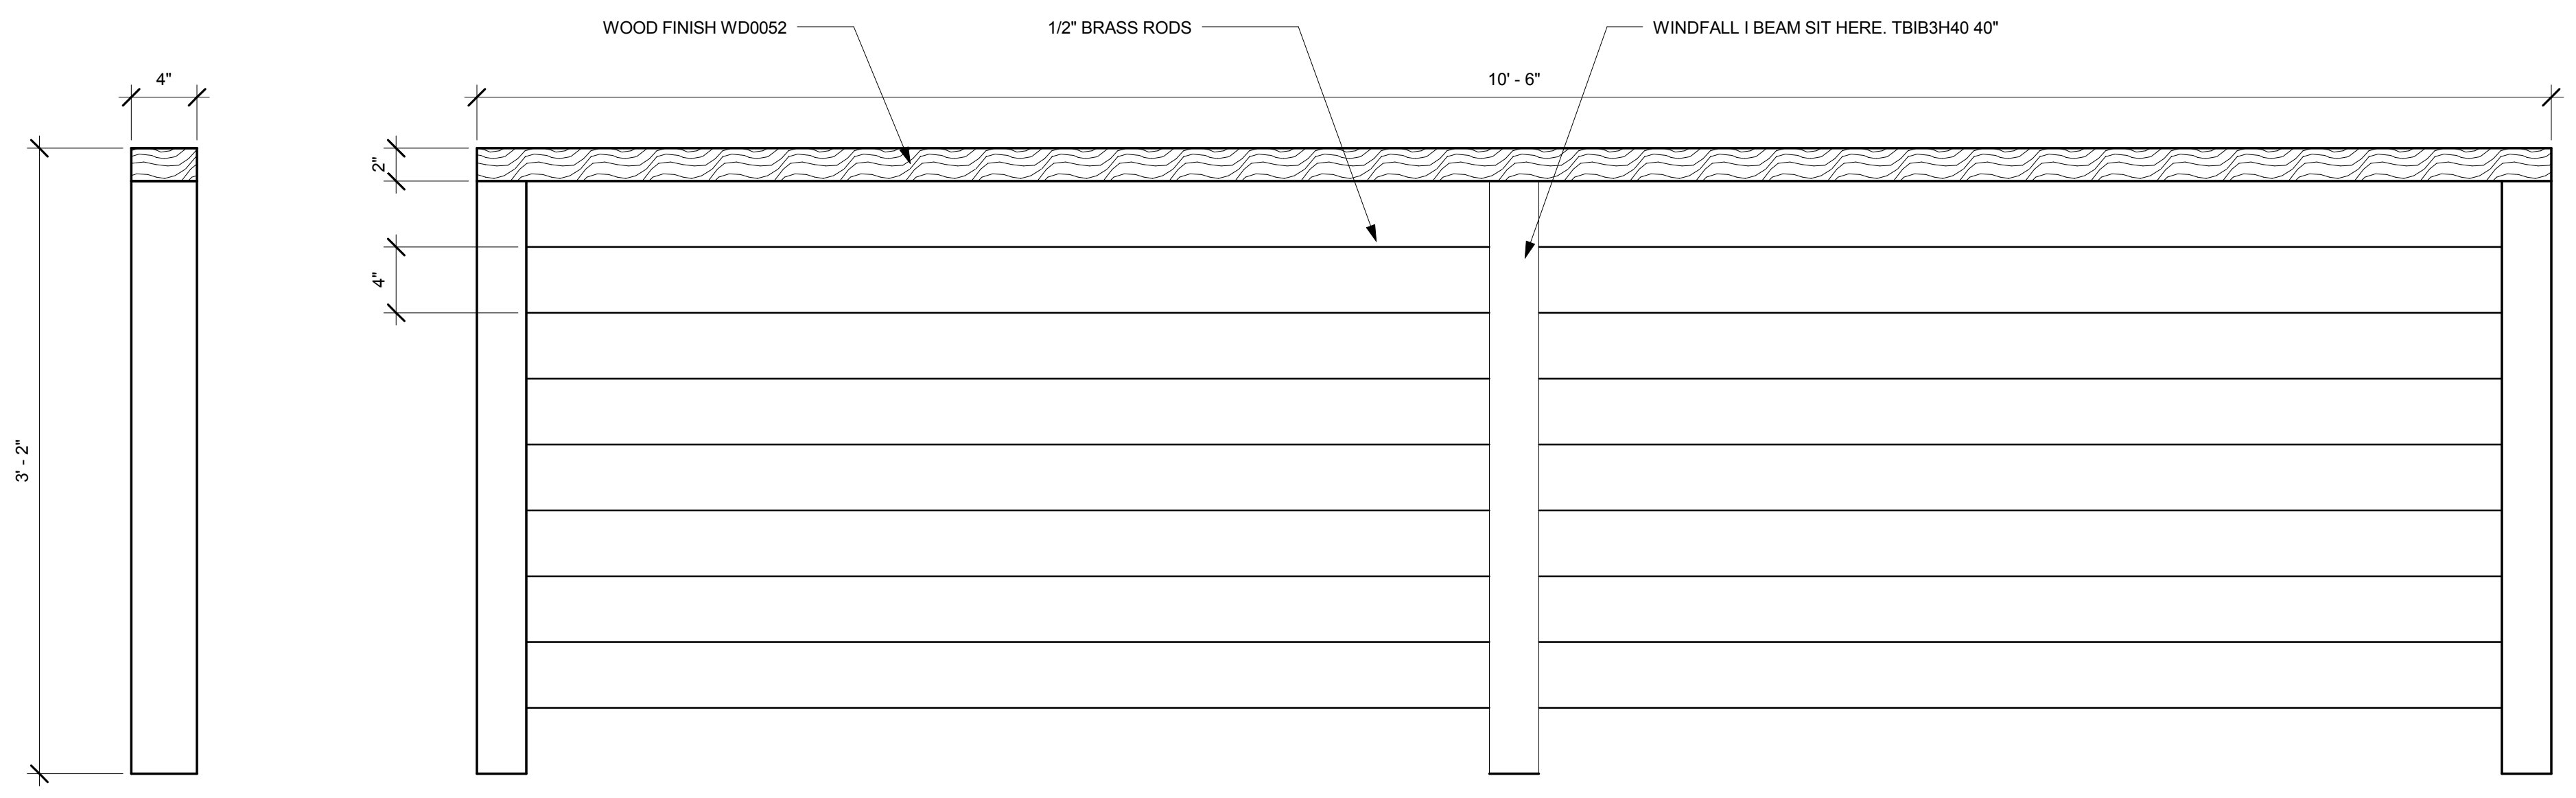 WOOD FINISH WD0052
1/2" BRASS RODS
WINDFALL I BEAM SIT HERE. TBIB3H40 40"
4"
10' - 6"
2"
4"
3' - 2"